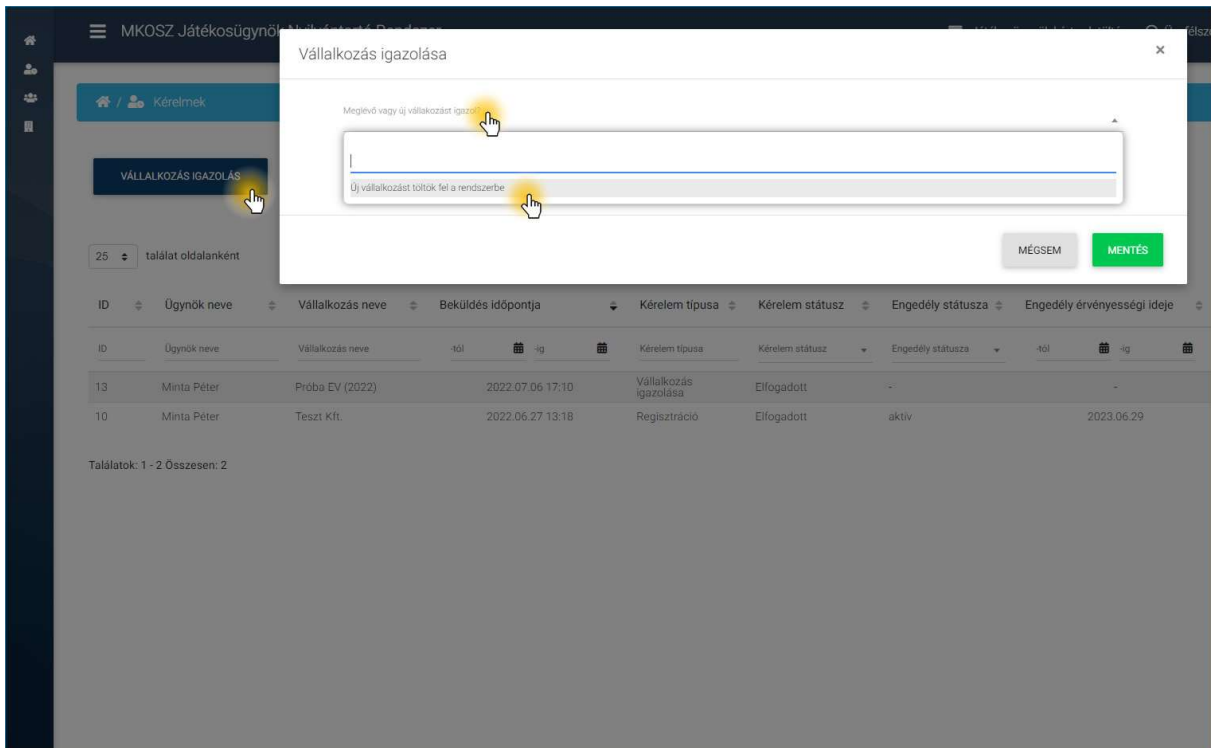 MKOSZ Játékosügynök
Vállalkozás igazolása
×
Kérelmek
Meglevő vagy új vállakozást igazol?
Új vállalkozást töltök fel a rendszerbe
VÁLLALKOZÁS IGAZOLÁS
MÉGSEM
MENTÉS
25 találat oldalanként
ID Ügynök neve Vállalkozás neve Beküldés időpontja Kérelem típusa Kérelem státusz Engedély státusza Engedély érvényességi ideje
ID Ügynök neve Vállalkozás neve -tól -ig Kérelem típusa Kérelem státusz Engedély státusza -tól -ig
13 Minta Péter Próba EV (2022) 2022.07.06 17:10 Vállalkozás igazolása Elfogadott - -
10 Minta Péter Teszt Kft. 2022.06.27 13:18 Regisztráció Elfogadott aktív 2023.06.29
Találatok: 1 - 2 Összesen: 2